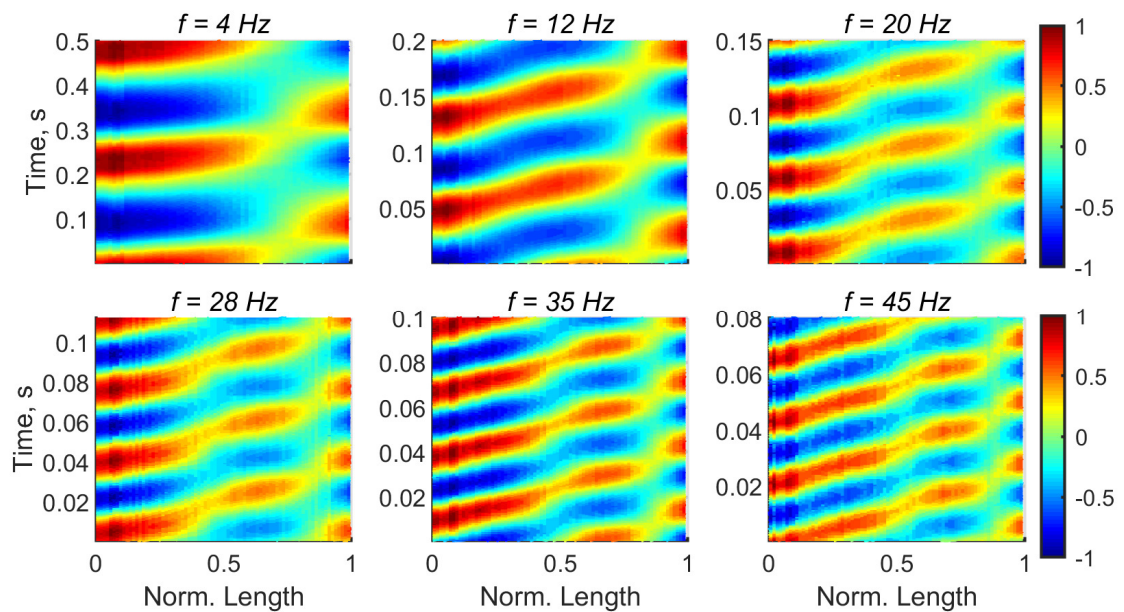 f = 4 Hz
f = 12 Hz
f = 20 Hz
Time, s
0.5
0.4
0.3
0.2
0.1
0.2
0.15
0.1
0.05
0.15
0.1
0.05
1
0.5
0
-0.5
-1
f = 28 Hz
f = 35 Hz
f = 45 Hz
Time, s
0.1
0.08
0.06
0.04
0.02
0.1
0.08
0.06
0.04
0.02
0.08
0.06
0.04
0.02
1
0.5
0
-0.5
-1
0 0.5 1
0 0.5 1
0 0.5 1
Norm. Length
Norm. Length
Norm. Length